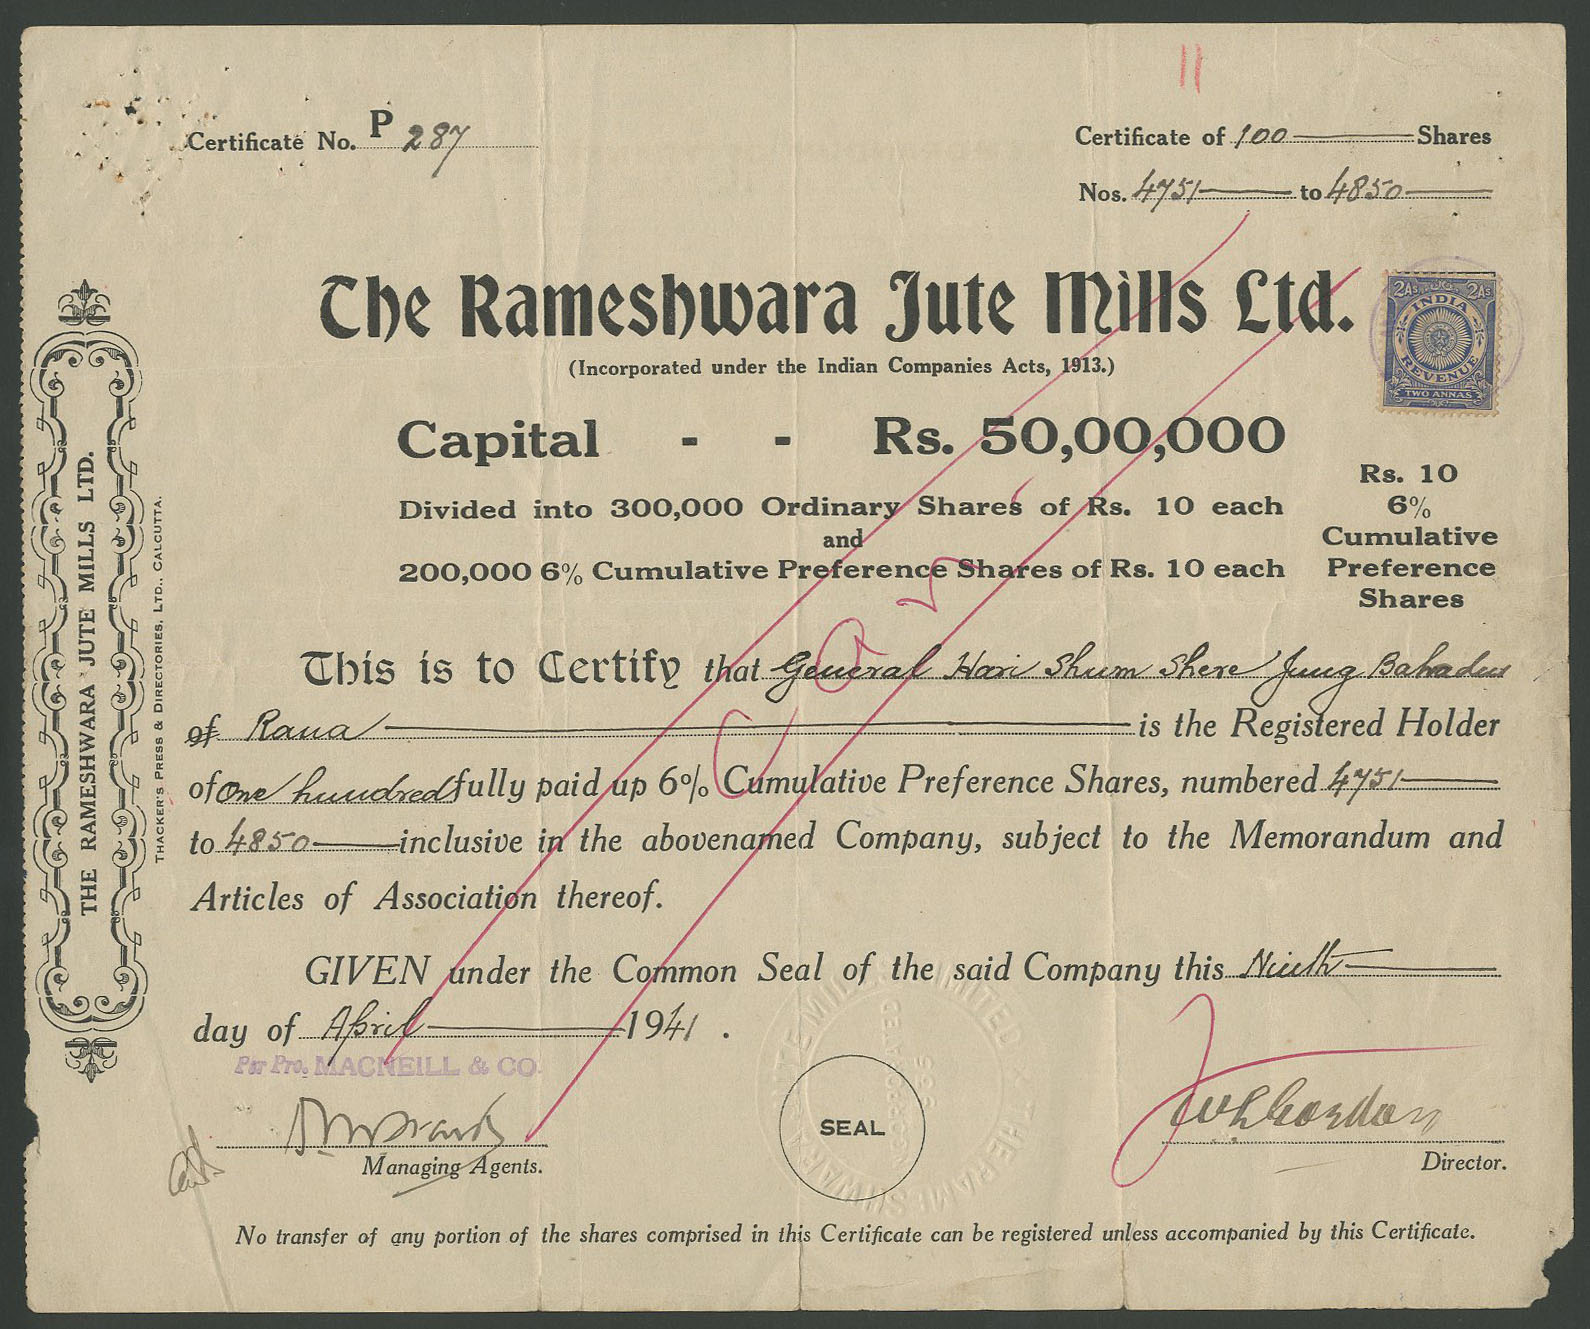 Certificate No. P 287
Certificate of 100 Shares
Nos. 4751 to 4850
The Rameshwara Jute Mills Ltd.
(Incorporated under the Indian Companies Acts, 1913.)
2As. 2As.
INDIA
REVENUE
TWO ANNAS
Capital - - Rs. 50,00,000
Divided into 300,000 Ordinary Shares of Rs. 10 each
and
200,000 6% Cumulative Preference Shares of Rs. 10 each
Rs. 10
6%
Cumulative
Preference
Shares
This is to Certify that General Hari Shum Shere Jung Bahadur
of Rana is the Registered Holder
of One hundred fully paid up 6% Cumulative Preference Shares, numbered 4751
to 4850 inclusive in the abovenamed Company, subject to the Memorandum and
Articles of Association thereof.
GIVEN under the Common Seal of the said Company this Ninth
day of April 1941.
Per Pro. MACNEILL & CO.
Managing Agents.
SEAL
THE RAMESHWARA JUTE MILLS LIMITED
W L Gordon
Director.
No transfer of any portion of the shares comprised in this Certificate can be registered unless accompanied by this Certificate.
THE RAMESHWARA JUTE MILLS LTD.
THACKER'S PRESS & DIRECTORIES, LTD., CALCUTTA.